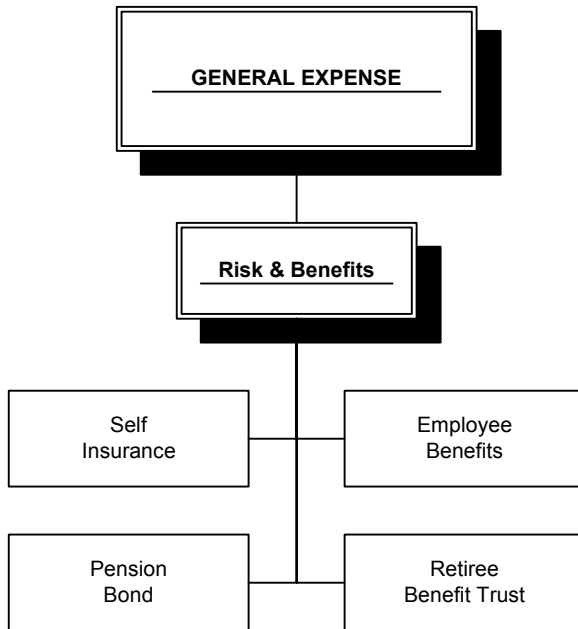 GENERAL EXPENSE
Risk & Benefits
Self
Insurance
Employee
Benefits
Pension
Bond
Retiree
Benefit Trust